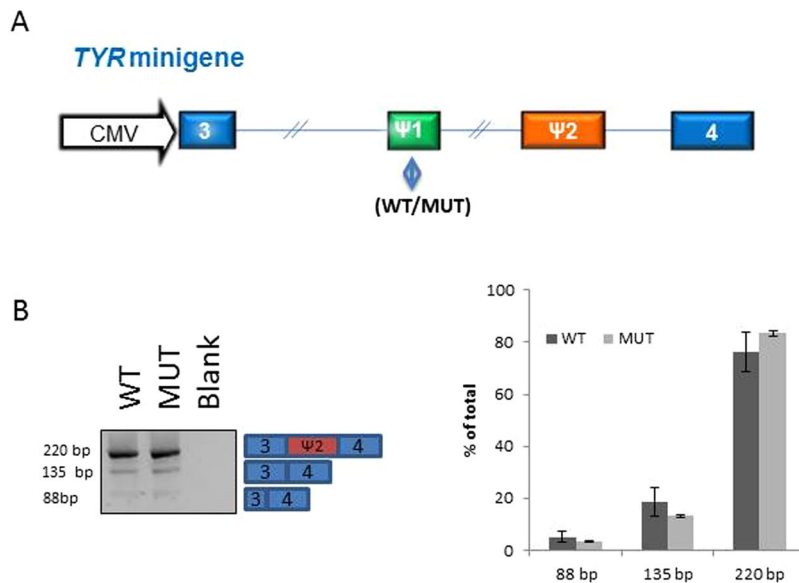 A
TYR minigene
CMV
3
Ψ1
Ψ2
4
(WT/MUT)
B
WT
MUT
Blank
220 bp
135 bp
88bp
3 Ψ2 4
3 4
3 4
% of total
100
80
60
40
20
0
WT MUT
88 bp 135 bp 220 bp